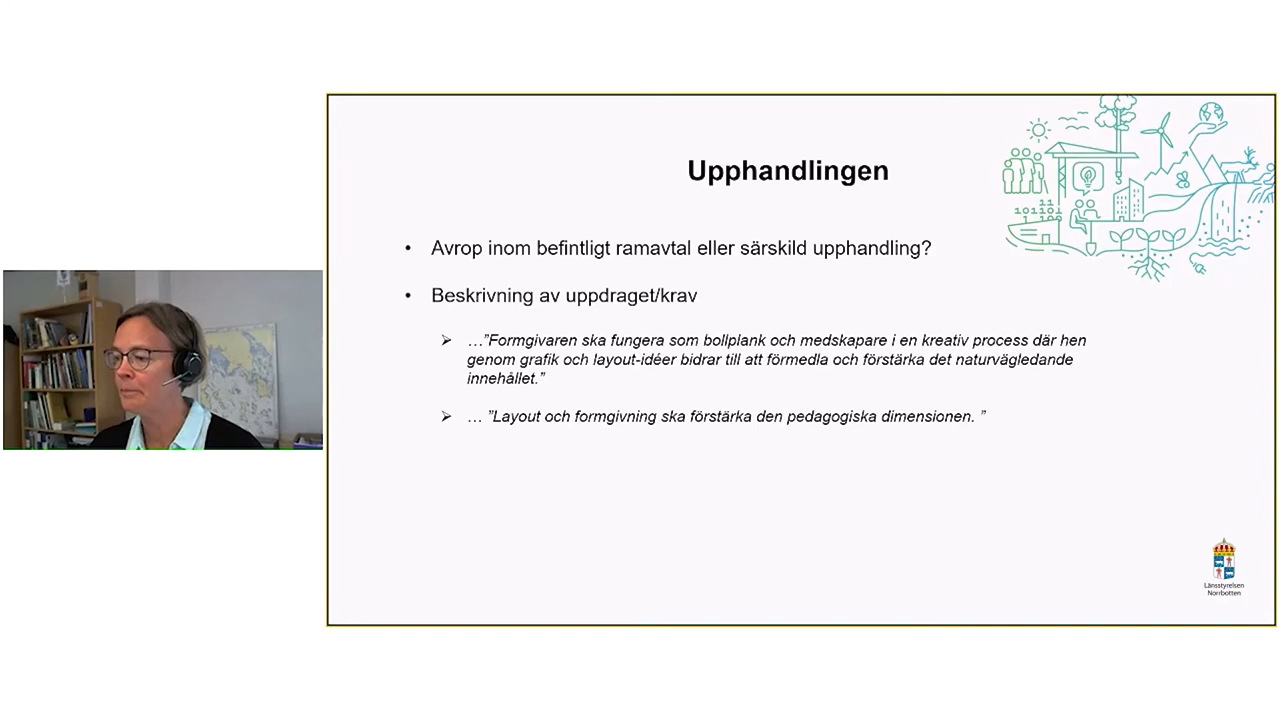 Upphandlingen
• Avrop inom befintligt ramavtal eller särskild upphandling?
• Beskrivning av uppdraget/krav
➢ …”Formgivaren ska fungera som bollplank och medskapare i en kreativ process där hen
genom grafik och layout-idéer bidrar till att förmedla och förstärka det naturvägledande
innehållet.”
➢ … ”Layout och formgivning ska förstärka den pedagogiska dimensionen. ”
Länsstyrelsen
Norrbotten